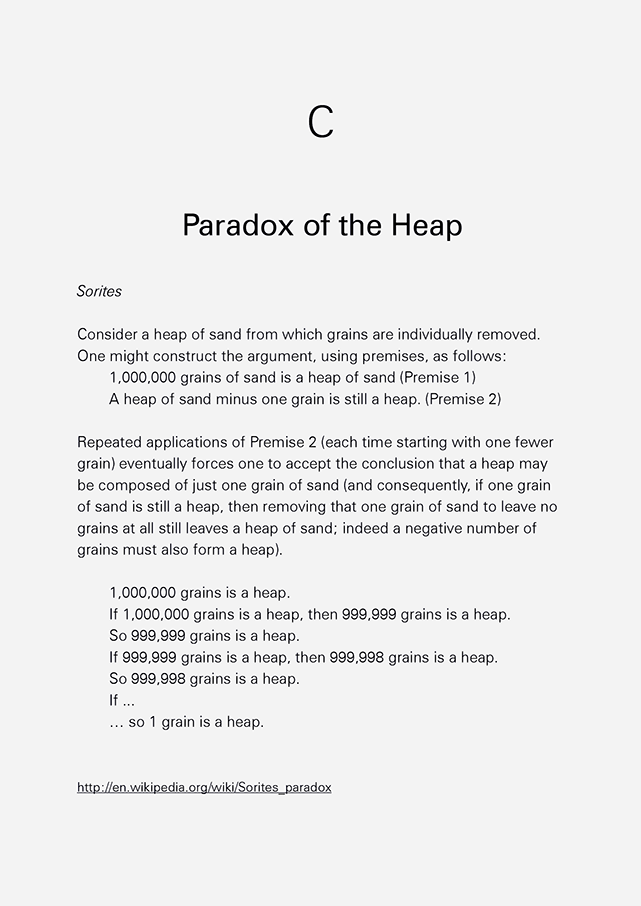 C
Paradox of the Heap
Sorites
Consider a heap of sand from which grains are individually removed.
One might construct the argument, using premises, as follows:
1,000,000 grains of sand is a heap of sand (Premise 1)
A heap of sand minus one grain is still a heap. (Premise 2)
Repeated applications of Premise 2 (each time starting with one fewer
grain) eventually forces one to accept the conclusion that a heap may
be composed of just one grain of sand (and consequently, if one grain
of sand is still a heap, then removing that one grain of sand to leave no
grains at all still leaves a heap of sand; indeed a negative number of
grains must also form a heap).
1,000,000 grains is a heap.
If 1,000,000 grains is a heap, then 999,999 grains is a heap.
So 999,999 grains is a heap.
If 999,999 grains is a heap, then 999,998 grains is a heap.
So 999,998 grains is a heap.
If ...
… so 1 grain is a heap.
http://en.wikipedia.org/wiki/Sorites_paradox